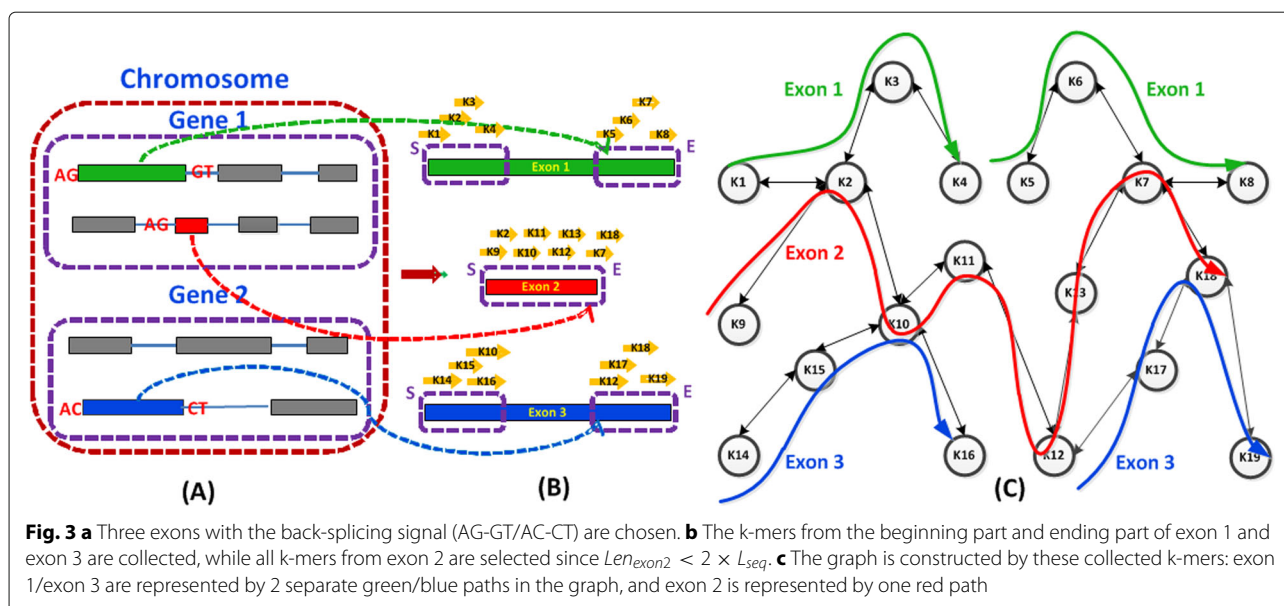 Chromosome
Gene 1
AG
GT
AG
Gene 2
AC
CT
(A)
K3
K2
K1
K4
K7
K6
K5
K8
S
E
Exon 1
K2
K11
K13
K18
K9
K10
K12
K7
S
E
Exon 2
K10
K15
K14
K16
K18
K17
K12
K19
S
E
Exon 3
(B)
Exon 1
K3
K6
Exon 1
K1
K2
K4
K5
K7
K8
Exon 2
K11
K18
K13
K9
K10
K15
K17
K14
K16
K12
K19
Exon 3
Exon 3
(C)
Fig. 3 a Three exons with the back-splicing signal (AG-GT/AC-CT) are chosen. b The k-mers from the beginning part and ending part of exon 1 and
exon 3 are collected, while all k-mers from exon 2 are selected since Len_exon2 < 2 × L_seq. c The graph is constructed by these collected k-mers: exon
1/exon 3 are represented by 2 separate green/blue paths in the graph, and exon 2 is represented by one red path